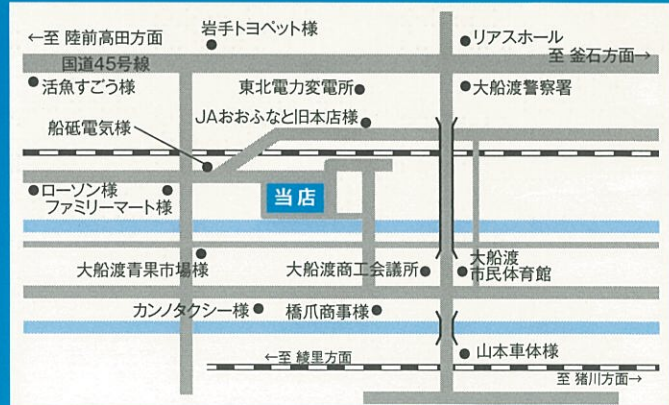 岩手トヨペット様
リアスホール
←至 陸前高田方面
至 釜石方面→
国道45号線
活魚すごう様
東北電力変電所
大船渡警察署
JAおおふなと旧本店様
船砥電気様
当店
ローソン様
ファミリーマート様
大船渡青果市場様
大船渡商工会議所
大船渡
市民体育館
カンノタクシー様
橋爪商事様
←至 綾里方面
山本車体様
至 猪川方面→